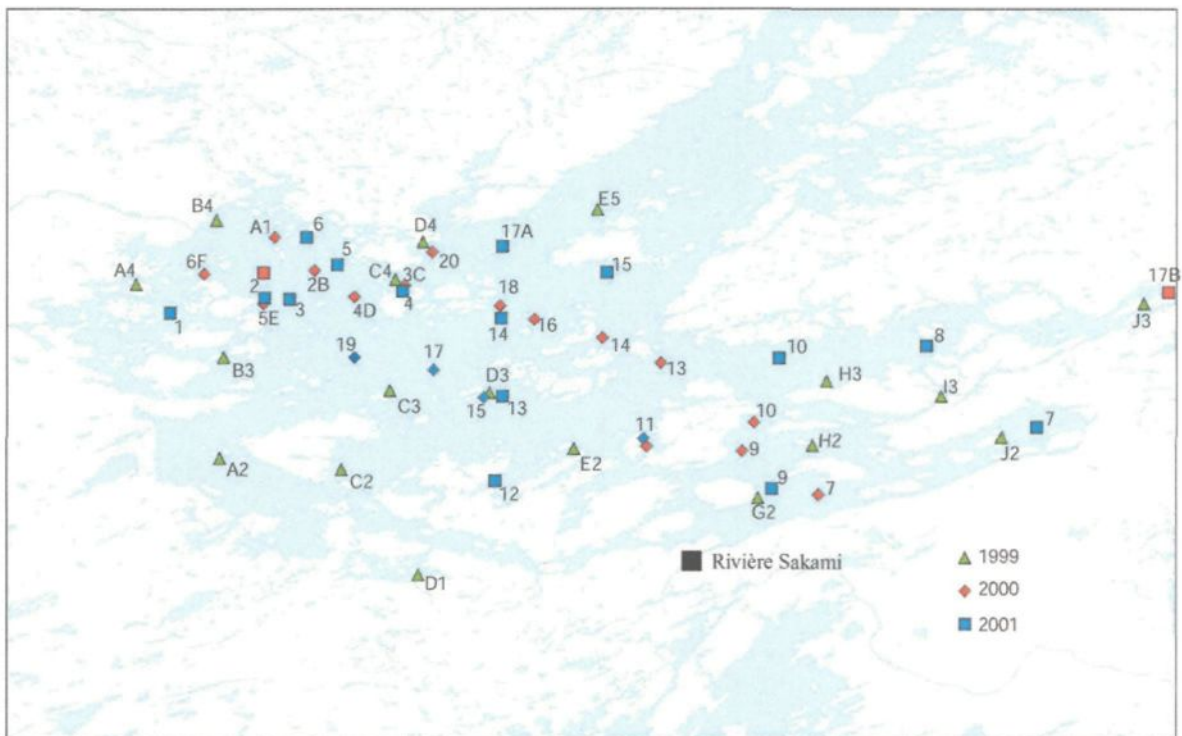 E5
B4
A1
6
D4
17A
5
20
6F
C4
3C
15
A4
2
2B
17B
3
4
18
5E
4D
14
16
J3
1
14
8
19
17
10
B3
13
H3
D3
I3
C3
15
13
10
7
11
9
H2
J2
A2
E2
C2
9
7
12
G2
Rivière Sakami
1999
D1
2000
2001